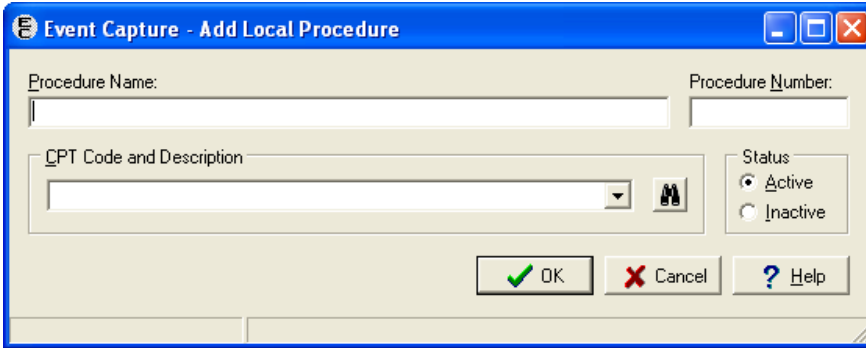 Event Capture - Add Local Procedure
Procedure Name:
Procedure Number:
CPT Code and Description
Status
Active
Inactive
OK
Cancel
? Help